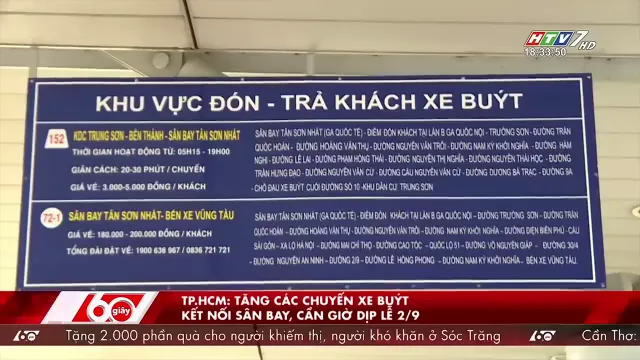 HTV7 HD
18:33:50
KHU VỰC ĐÓN - TRẢ KHÁCH XE BUÝT
152 KDC TRUNG SƠN - BẾN THÀNH - SÂN BAY TÂN SƠN NHẤT
THỜI GIAN HOẠT ĐỘNG TỪ: 05H15 - 19H00
GIÃN CÁCH: 20-30 PHÚT / CHUYẾN
GIÁ VÉ: 3.000-5.000 ĐỒNG / KHÁCH
SÂN BAY TÂN SƠN NHẤT (GA QUỐC TẾ) - ĐIỂM ĐÓN KHÁCH TẠI LÀN B GA QUỐC NỘI - TRƯỜNG SƠN - ĐƯỜNG TRẦN
QUỐC HOÀN - ĐƯỜNG HOÀNG VĂN THỤ - ĐƯỜNG NGUYỄN VĂN TRỖI - ĐƯỜNG NAM KỲ KHỞI NGHĨA - ĐƯỜNG HÀM
NGHI - ĐƯỜNG LÊ LAI - ĐƯỜNG PHẠM HỒNG THÁI - ĐƯỜNG NGUYỄN THỊ NGHĨA - ĐƯỜNG NGUYỄN THÁI HỌC - ĐƯỜNG
TRẦN HƯNG ĐẠO - ĐƯỜNG NGUYỄN VĂN CỪ - ĐƯỜNG CẦU NGUYỄN VĂN CỪ - ĐƯỜNG DƯƠNG BÁ TRẠC - ĐƯỜNG 9A -
CHỖ ĐẬU XE BUÝT CUỐI ĐƯỜNG SỐ 10 - KHU DÂN CƯ TRUNG SƠN
72-1 SÂN BAY TÂN SƠN NHẤT- BẾN XE VŨNG TÀU
GIÁ VÉ: 180.000 - 200.000 ĐỒNG / KHÁCH
TỔNG ĐÀI ĐẶT VÉ: 1900 636 967 / 0836 721 721
SÂN BAY TÂN SƠN NHẤT (GA QUỐC TẾ) - ĐIỂM ĐÓN KHÁCH TẠI LÀN B GA QUỐC NỘI - ĐƯỜNG TRƯỜNG SƠN - ĐƯỜNG TRẦN
QUỐC HOÀN - ĐƯỜNG HOÀNG VĂN THỤ - ĐƯỜNG NGUYỄN VĂN TRỖI - ĐƯỜNG NAM KỲ KHỞI NGHĨA - ĐƯỜNG ĐIỆN BIÊN PHỦ - CẦU
SÀI GÒN - XA LỘ HÀ NỘI - ĐƯỜNG MAI CHÍ THỌ - ĐƯỜNG CAO TỐC - QUỐC LỘ 51 - ĐƯỜNG VÕ NGUYÊN GIÁP - ĐƯỜNG 30/4
- ĐƯỜNG NGUYỄN AN NINH - ĐƯỜNG 2/9 - ĐƯỜNG LÊ HỒNG PHONG - ĐƯỜNG NAM KỲ KHỞI NGHĨA - BẾN XE VŨNG TÀU.
60 giây
TP.HCM: TĂNG CÁC CHUYẾN XE BUÝT
KẾT NỐI SÂN BAY, CẦN GIỜ DỊP LỄ 2/9
Tặng 2.000 phần quà cho người khiếm thị, người khó khăn ở Sóc Trăng 60 Cần Thơ: